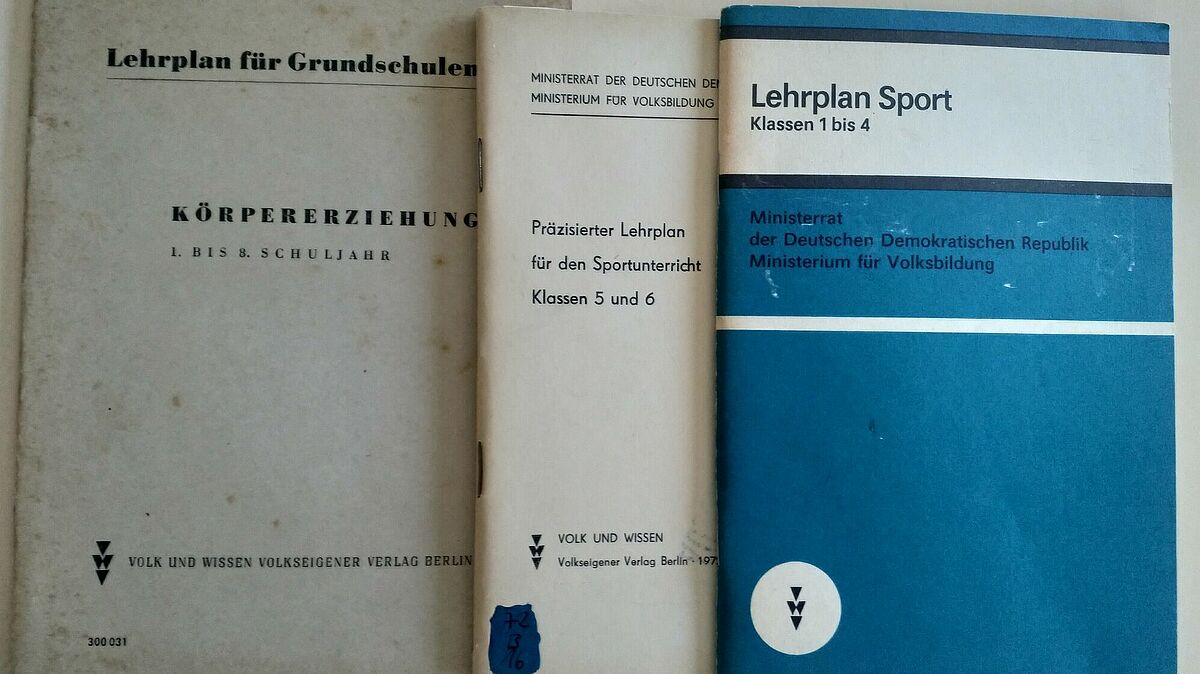 Lehrplan für Grundschulen
KÖRPERERZIEHUNG
1. BIS 8. SCHULJAHR
VOLK UND WISSEN VOLKSEIGENER VERLAG BERLIN
300 031
MINISTERRAT DER DEUTSCHEN DE
MINISTERIUM FÜR VOLKSBILDUNG
Präzisierter Lehrplan
für den Sportunterricht
Klassen 5 und 6
VOLK UND WISSEN
Volkseigener Verlag Berlin · 197
Lehrplan Sport
Klassen 1 bis 4
Ministerrat
der Deutschen Demokratischen Republik
Ministerium für Volksbildung